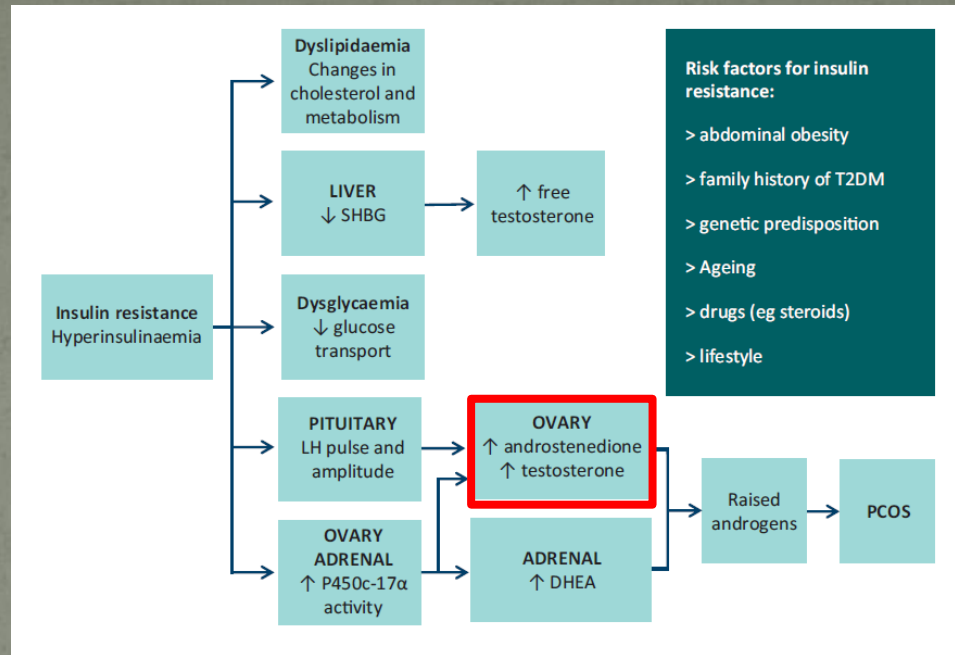 Dyslipidaemia
Changes in
cholesterol and
metabolism
LIVER
↓ SHBG
↑ free
testosterone
Insulin resistance
Hyperinsulinaemia
Dysglycaemia
↓ glucose
transport
PITUITARY
LH pulse and
amplitude
OVARY
↑ androstenedione
↑ testosterone
OVARY
ADRENAL
↑ P450c-17α
activity
ADRENAL
↑ DHEA
Raised
androgens
PCOS
Risk factors for insulin
resistance:
> abdominal obesity
> family history of T2DM
> genetic predisposition
> Ageing
> drugs (eg steroids)
> lifestyle